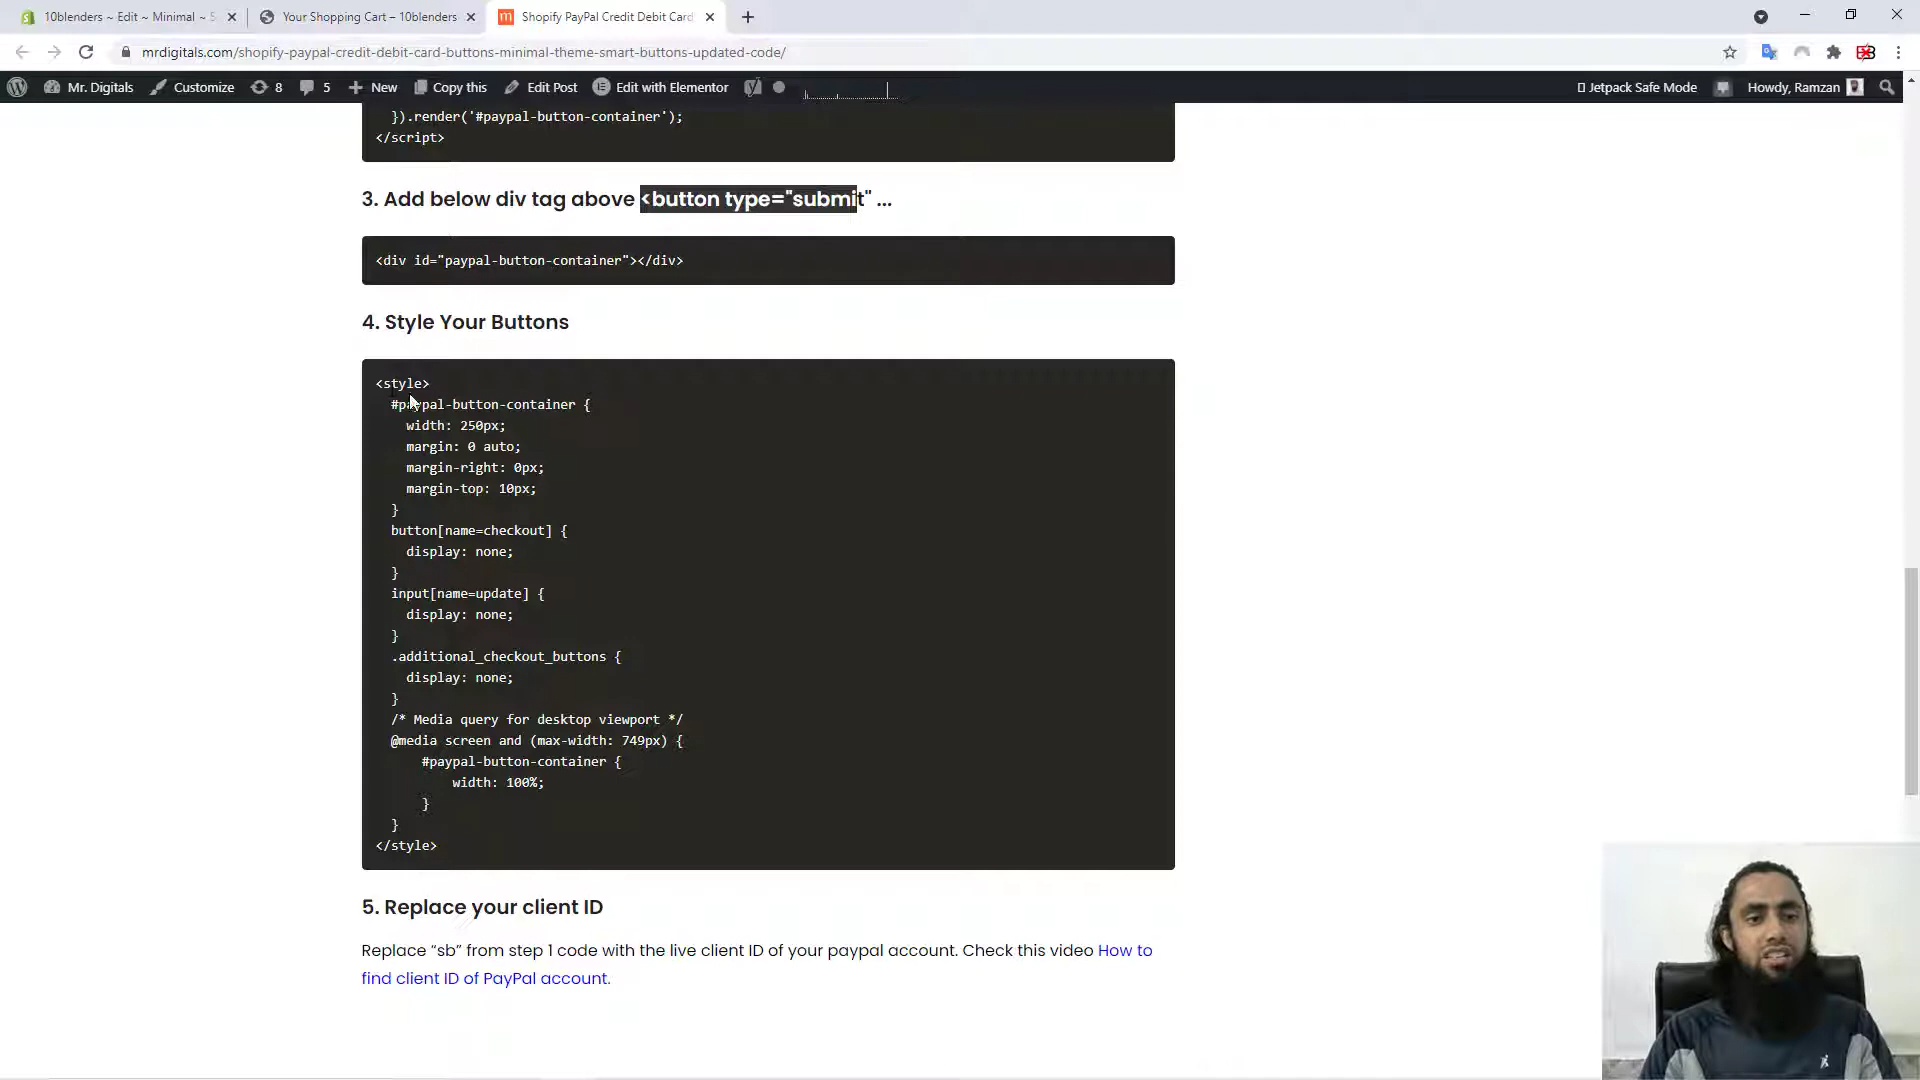 10blenders ~ Edit ~ Minimal ~ S
Your Shopping Cart – 10blenders
Shopify PayPal Credit Debit Card
mrdigitals.com/shopify-paypal-credit-debit-card-buttons-minimal-theme-smart-buttons-updated-code/
Mr. Digitals
Customize
8
5
New
Copy this
Edit Post
Edit with Elementor
Jetpack Safe Mode
Howdy, Ramzan
}).render('#paypal-button-container');
</script>
3. Add below div tag above <button type="submit" ...
<div id="paypal-button-container"></div>
4. Style Your Buttons
<style>
#paypal-button-container {
width: 250px;
margin: 0 auto;
margin-right: 0px;
margin-top: 10px;
}
button[name=checkout] {
display: none;
}
input[name=update] {
display: none;
}
.additional_checkout_buttons {
display: none;
}
/* Media query for desktop viewport */
@media screen and (max-width: 749px) {
#paypal-button-container {
width: 100%;
}
}
</style>
5. Replace your client ID
Replace “sb” from step 1 code with the live client ID of your paypal account. Check this video How to
find client ID of PayPal account.